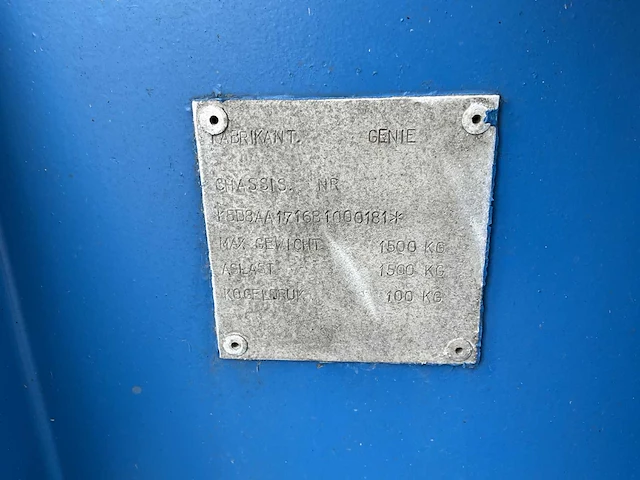 FABRIKANT. GENIE
CHASSIS. NR
MAX GEWICHT 1500 KG
ASLAST 1500 KG
KOGELDRUK 100 KG